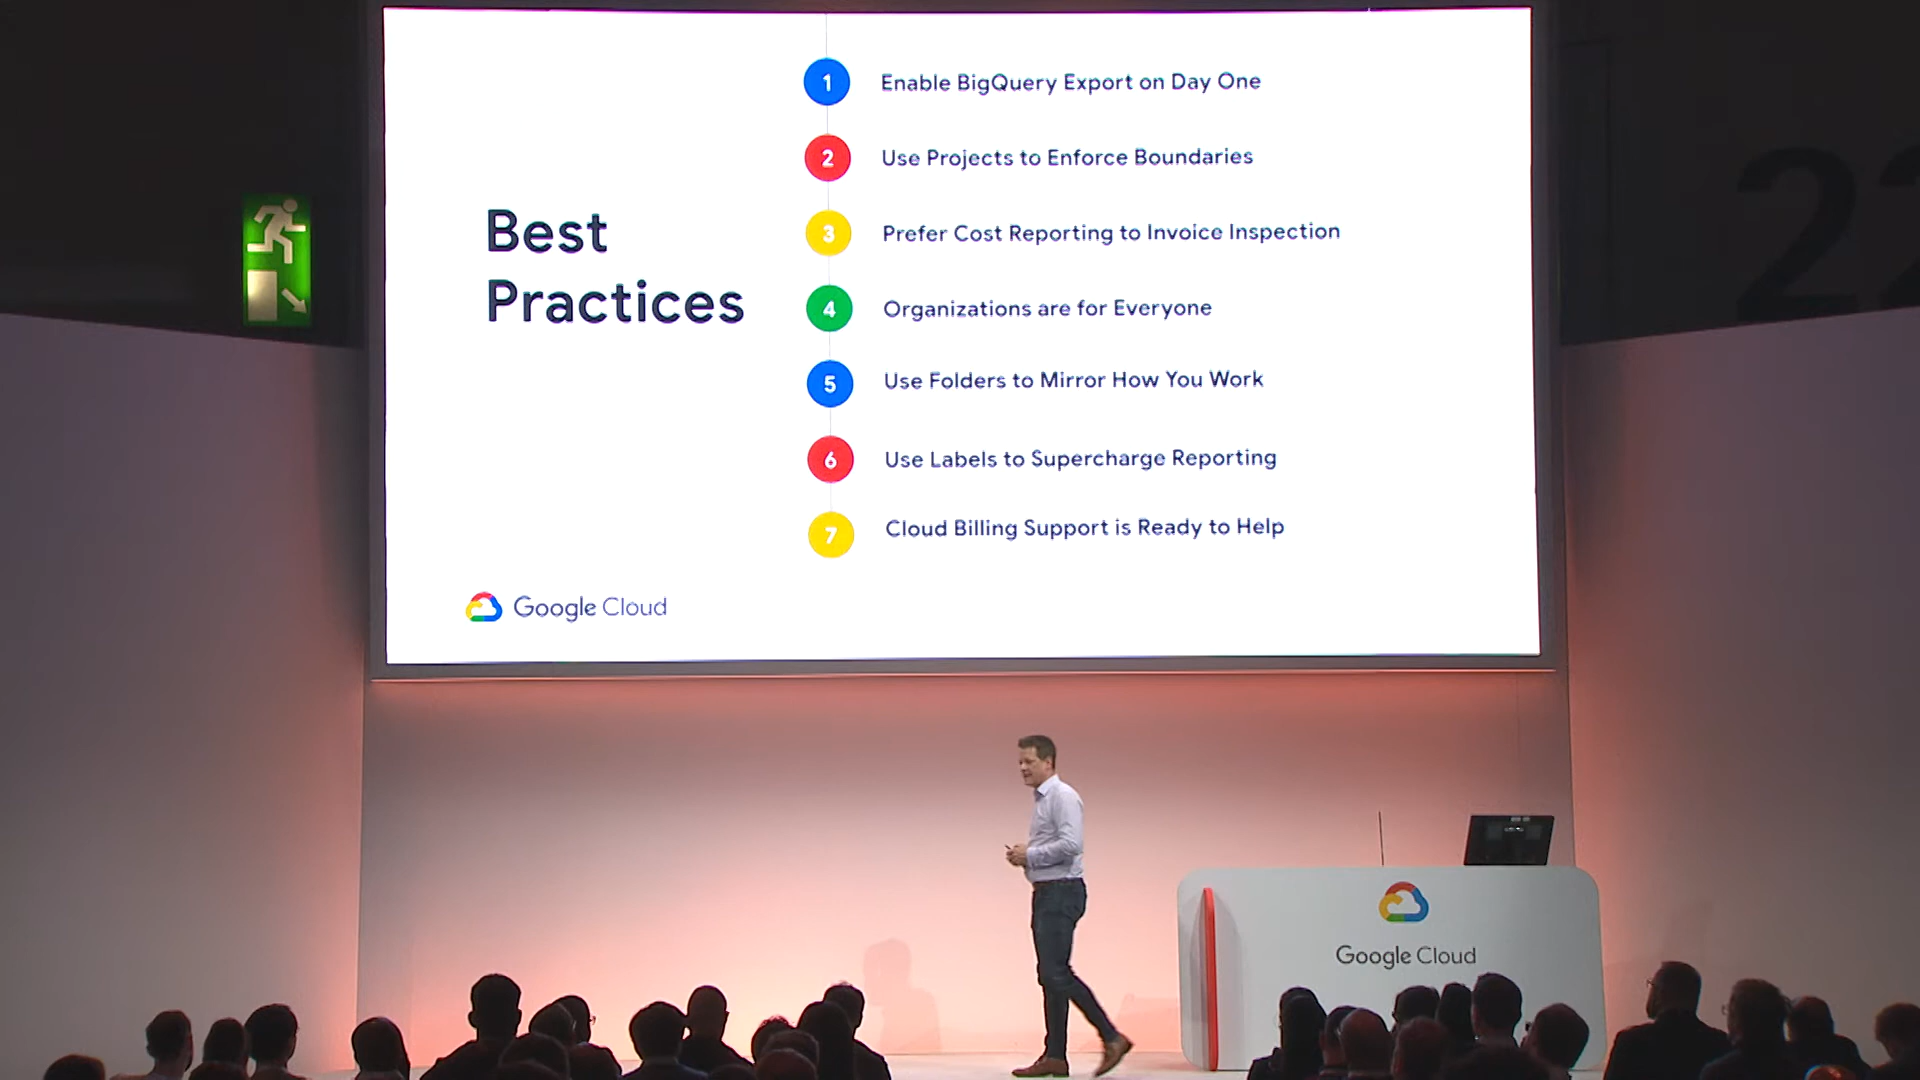 Best
Practices
1 Enable BigQuery Export on Day One
2 Use Projects to Enforce Boundaries
3 Prefer Cost Reporting to Invoice Inspection
4 Organizations are for Everyone
5 Use Folders to Mirror How You Work
6 Use Labels to Supercharge Reporting
7 Cloud Billing Support is Ready to Help
Google Cloud
22
Google Cloud